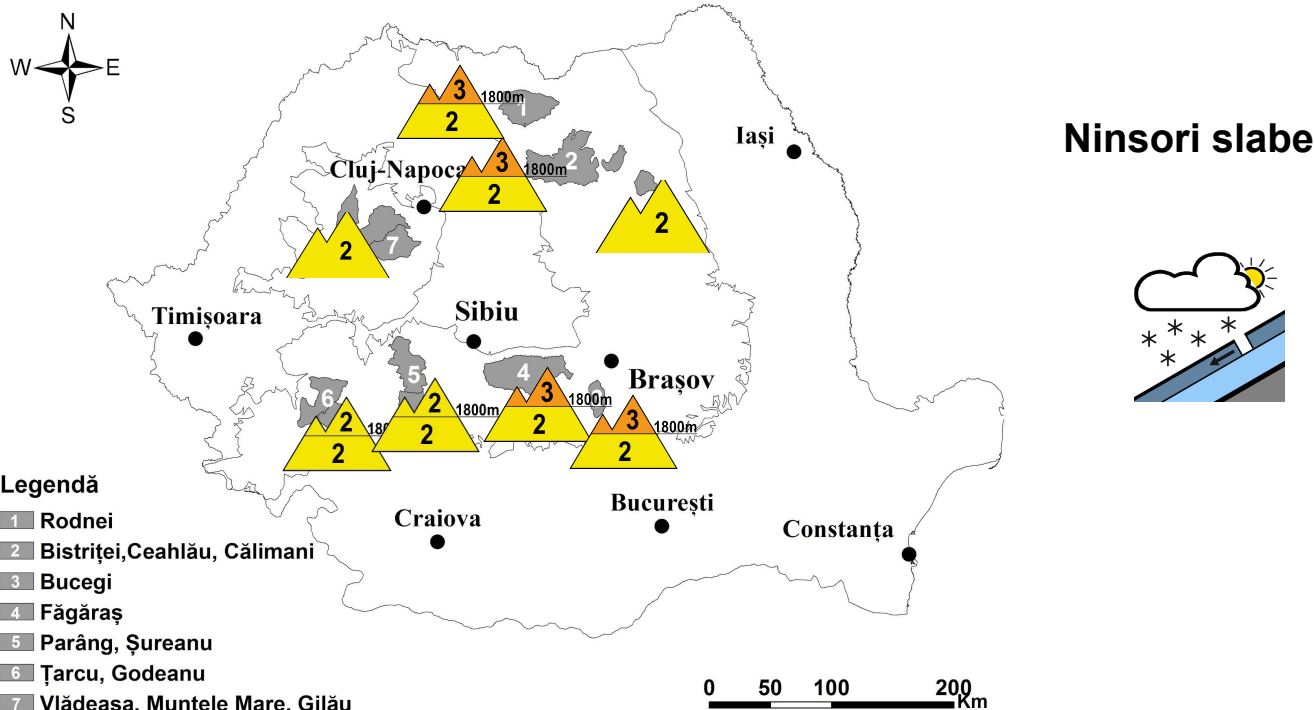 N
W E
S
3
1800m
1
2
Iași
Ninsori slabe
3
1800m
2
Cluj-Napoca
2
2
2
7
Timișoara
Sibiu
5
4
Brașov
6
3
1800m
2
2
1800m
2
2
2
3
1800m
2
Legendă
1 Rodnei
2 Bistriței,Ceahlău, Călimani
3 Bucegi
4 Făgăraș
5 Parâng, Șureanu
6 Țarcu, Godeanu
7 Vlădeasa, Muntele Mare, Gilău
Craiova
București
Constanța
0 50 100 200
Km